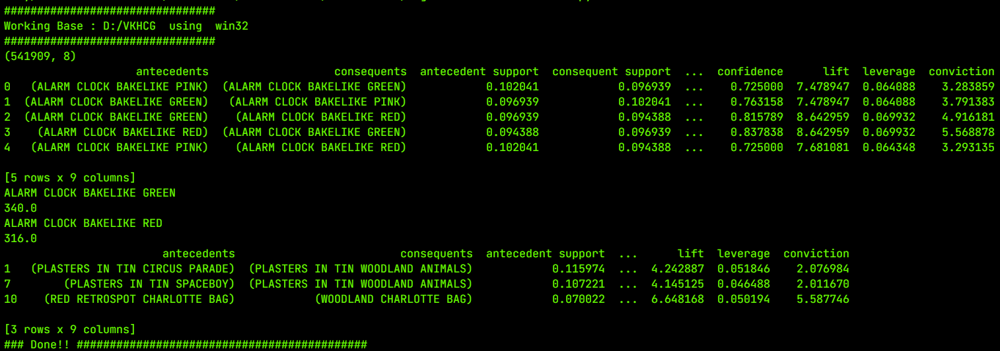 ################################
Working Base : D:/VKHCG  using  win32
################################
(541909, 8)
antecedents consequents antecedent support consequent support ... confidence lift leverage conviction
0 (ALARM CLOCK BAKELIKE PINK) (ALARM CLOCK BAKELIKE GREEN) 0.102041 0.096939 ... 0.725000 7.478947 0.064088 3.283859
1 (ALARM CLOCK BAKELIKE GREEN) (ALARM CLOCK BAKELIKE PINK) 0.096939 0.102041 ... 0.763158 7.478947 0.064088 3.791383
2 (ALARM CLOCK BAKELIKE GREEN) (ALARM CLOCK BAKELIKE RED) 0.096939 0.094388 ... 0.815789 8.642959 0.069932 4.916181
3 (ALARM CLOCK BAKELIKE RED) (ALARM CLOCK BAKELIKE GREEN) 0.094388 0.096939 ... 0.837838 8.642959 0.069932 5.568878
4 (ALARM CLOCK BAKELIKE PINK) (ALARM CLOCK BAKELIKE RED) 0.102041 0.094388 ... 0.725000 7.681081 0.064348 3.293135
[5 rows x 9 columns]
ALARM CLOCK BAKELIKE GREEN
340.0
ALARM CLOCK BAKELIKE RED
316.0
antecedents consequents antecedent support ... lift leverage conviction
1 (PLASTERS IN TIN CIRCUS PARADE) (PLASTERS IN TIN WOODLAND ANIMALS) 0.115974 ... 4.242887 0.051846 2.076984
7 (PLASTERS IN TIN SPACEBOY) (PLASTERS IN TIN WOODLAND ANIMALS) 0.107221 ... 4.145125 0.046488 2.011670
10 (RED RETROSPOT CHARLOTTE BAG) (WOODLAND CHARLOTTE BAG) 0.070022 ... 6.648168 0.050194 5.587746
[3 rows x 9 columns]
### Done!! ############################################